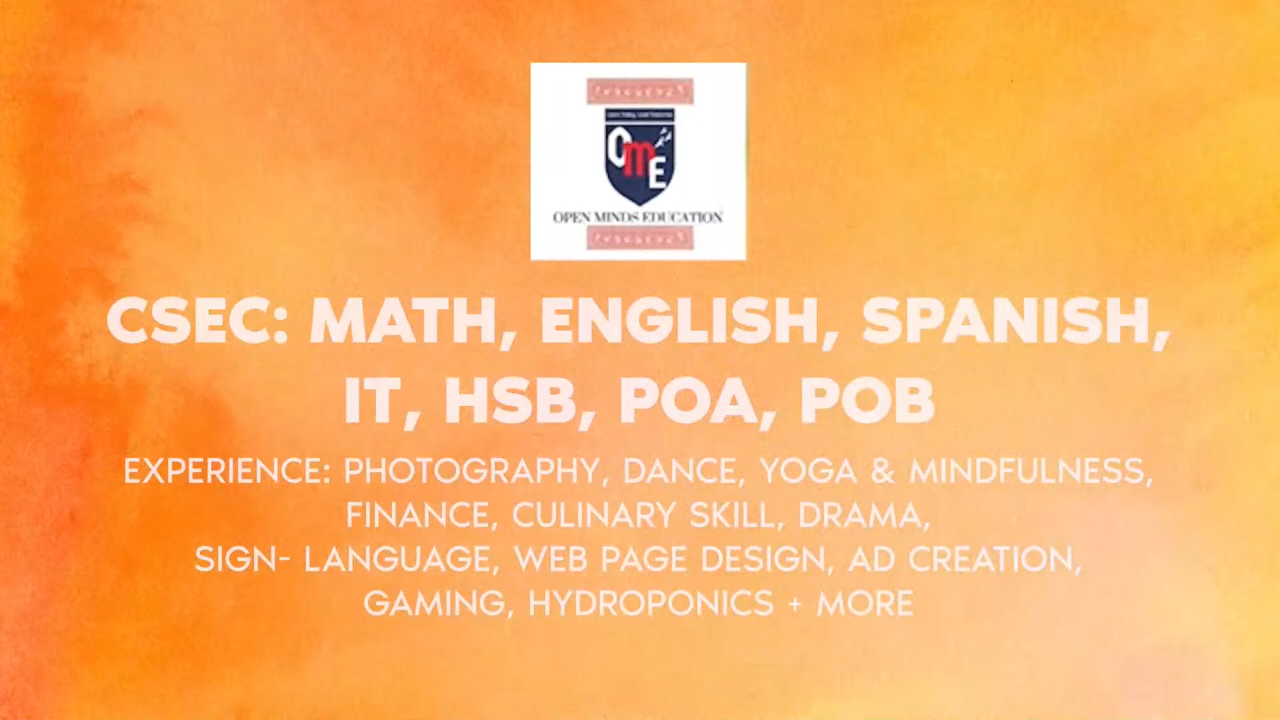 OME
OPEN MINDS EDUCATION
CSEC: MATH, ENGLISH, SPANISH,
IT, HSB, POA, POB
EXPERIENCE: PHOTOGRAPHY, DANCE, YOGA & MINDFULNESS,
FINANCE, CULINARY SKILL, DRAMA,
SIGN- LANGUAGE, WEB PAGE DESIGN, AD CREATION,
GAMING, HYDROPONICS + MORE